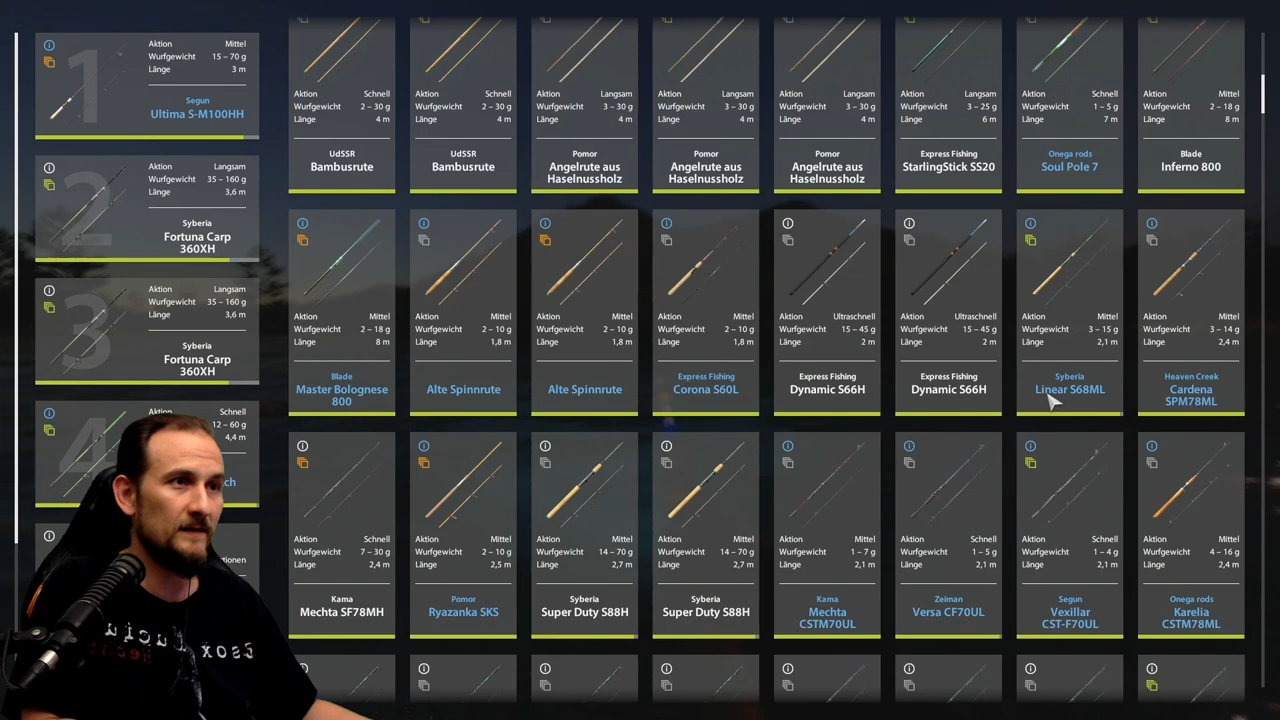 1
Aktion Mittel
Wurfgewicht 15 – 70 g
Länge 3 m
Segun
Ultima S-M100HH
2
Aktion Langsam
Wurfgewicht 35 – 160 g
Länge 3,6 m
Syberia
Fortuna Carp
360XH
3
Aktion Langsam
Wurfgewicht 35 – 160 g
Länge 3,6 m
Syberia
Fortuna Carp
360XH
4
Aktion Schnell
12 – 60 g
4,4 m
ch
tionen
Aktion Schnell
Wurfgewicht 2 – 30 g
Länge 4 m
UdSSR
Bambusrute
Aktion Schnell
Wurfgewicht 2 – 30 g
Länge 4 m
UdSSR
Bambusrute
Aktion Langsam
Wurfgewicht 3 – 30 g
Länge 4 m
Pomor
Angelrute aus
Haselnussholz
Aktion Langsam
Wurfgewicht 3 – 30 g
Länge 4 m
Pomor
Angelrute aus
Haselnussholz
Aktion Langsam
Wurfgewicht 3 – 30 g
Länge 4 m
Pomor
Angelrute aus
Haselnussholz
Aktion Langsam
Wurfgewicht 3 – 25 g
Länge 6 m
Express Fishing
StarlingStick SS20
Aktion Schnell
Wurfgewicht 1 – 5 g
Länge 7 m
Onega rods
Soul Pole 7
Aktion Mittel
Wurfgewicht 2 – 18 g
Länge 8 m
Blade
Inferno 800
Aktion Mittel
Wurfgewicht 2 – 18 g
Länge 8 m
Blade
Master Bolognese
800
Aktion Mittel
Wurfgewicht 2 – 10 g
Länge 1,8 m
Alte Spinnrute
Aktion Mittel
Wurfgewicht 2 – 10 g
Länge 1,8 m
Alte Spinnrute
Aktion Mittel
Wurfgewicht 2 – 10 g
Länge 1,8 m
Express Fishing
Corona S60L
Aktion Ultraschnell
Wurfgewicht 15 – 45 g
Länge 2 m
Express Fishing
Dynamic S66H
Aktion Ultraschnell
Wurfgewicht 15 – 45 g
Länge 2 m
Express Fishing
Dynamic S66H
Aktion Mittel
Wurfgewicht 3 – 15 g
Länge 2,1 m
Syberia
Linear S68ML
Aktion Mittel
Wurfgewicht 3 – 14 g
Länge 2,4 m
Heaven Creek
Cardena
SPM78ML
Aktion Schnell
Wurfgewicht 7 – 30 g
Länge 2,4 m
Kama
Mechta SF78MH
Aktion Mittel
Wurfgewicht 2 – 10 g
Länge 2,5 m
Pomor
Ryazanka SKS
Aktion Mittel
Wurfgewicht 14 – 70 g
Länge 2,7 m
Syberia
Super Duty S88H
Aktion Mittel
Wurfgewicht 14 – 70 g
Länge 2,7 m
Syberia
Super Duty S88H
Aktion Mittel
Wurfgewicht 1 – 7 g
Länge 2,1 m
Kama
Mechta
CSTM70UL
Aktion Schnell
Wurfgewicht 1 – 5 g
Länge 2,1 m
Zeiman
Versa CF70UL
Aktion Schnell
Wurfgewicht 1 – 4 g
Länge 2,1 m
Segun
Vexillar
CST-F70UL
Aktion Mittel
Wurfgewicht 4 – 16 g
Länge 2,4 m
Onega rods
Karelia
CSTM78ML